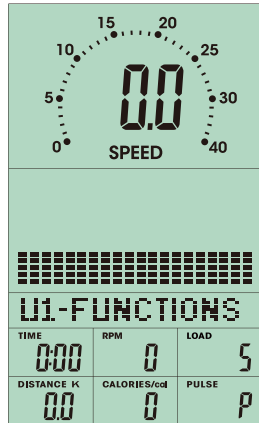 15 20
10 25
5 0.0 30
0 SPEED 40
U1-FUNCTIONS
TIME RPM LOAD
0:00 0 5
DISTANCE K CALORIES/cal PULSE
0.0 0 P